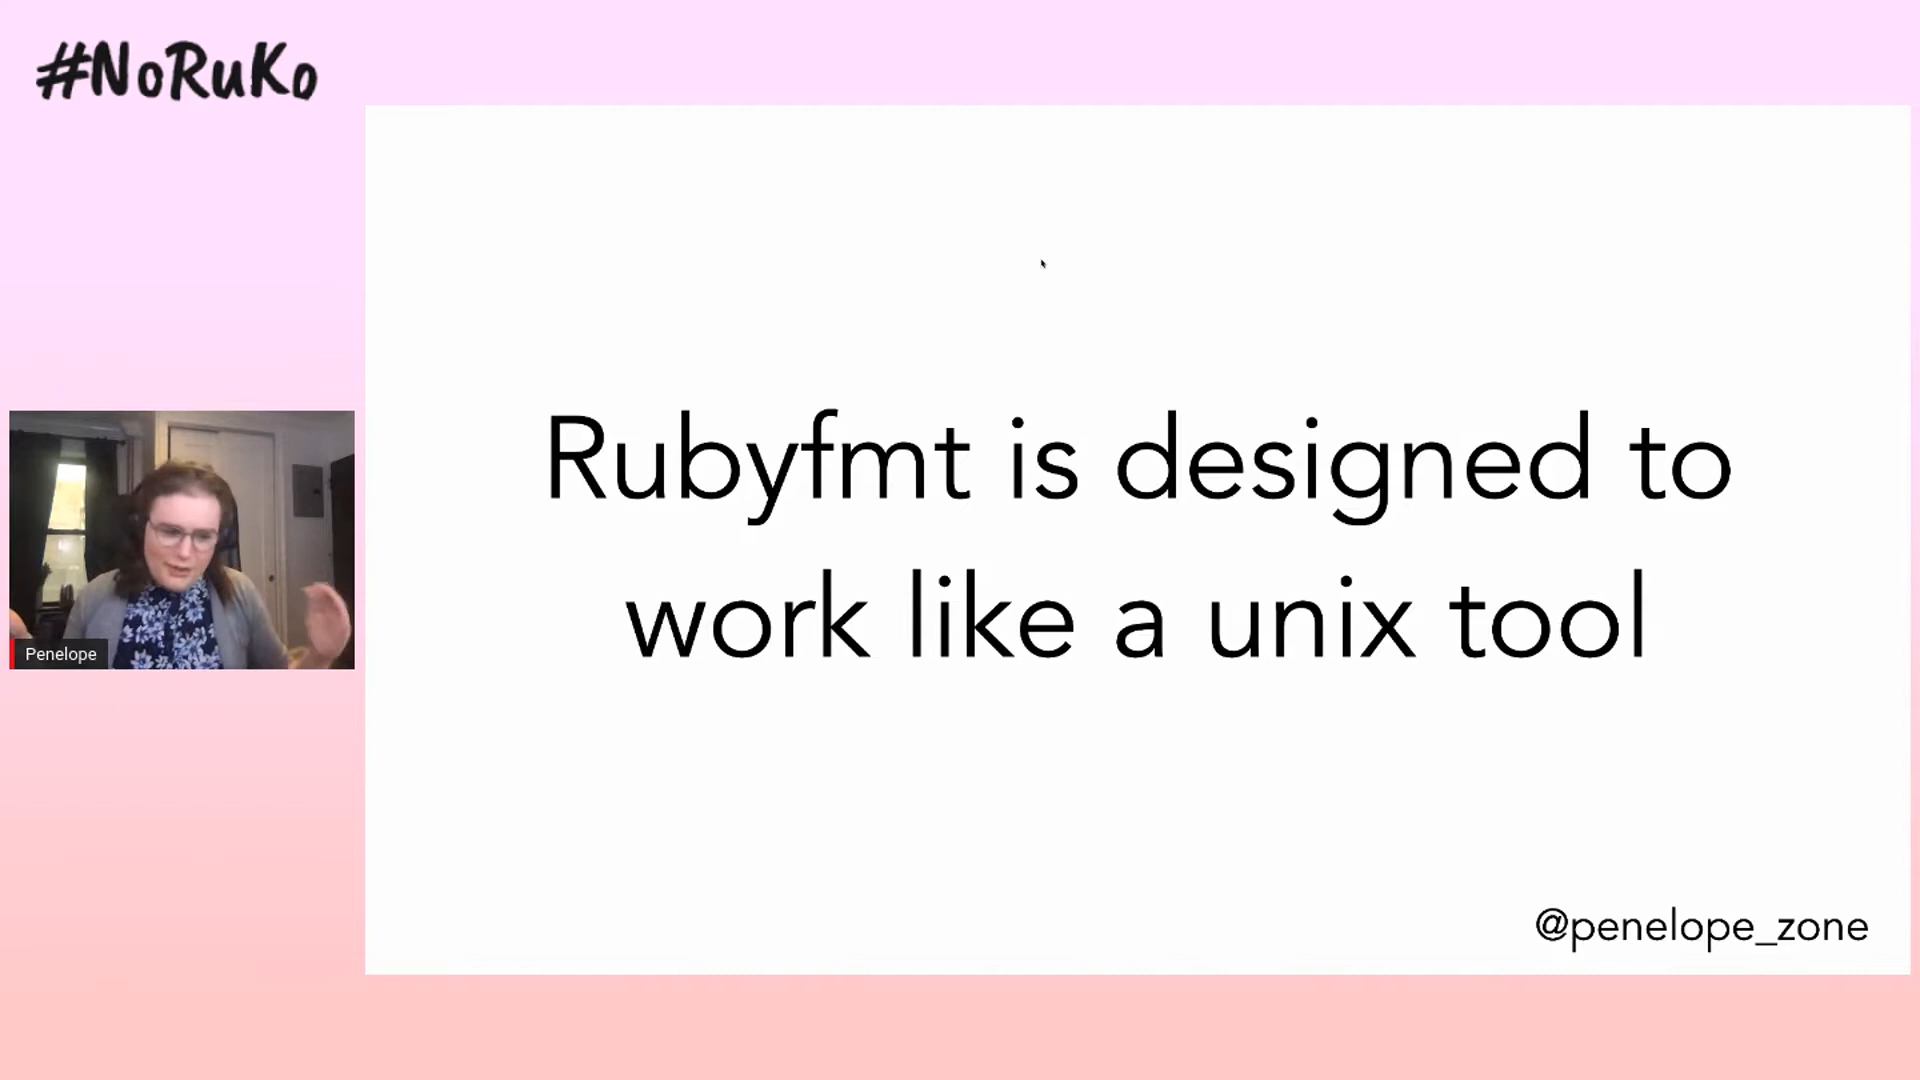 #NoRuKo
Rubyfmt is designed to
work like a unix tool
Penelope
@penelope_zone